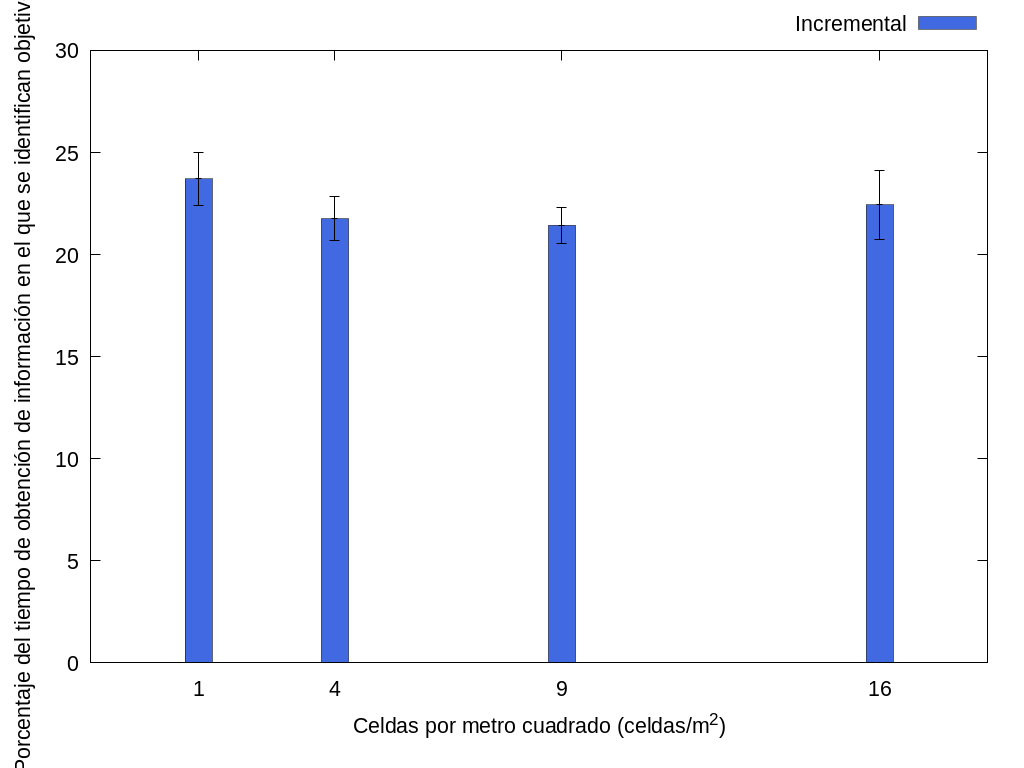 Incremental
Porcentaje del tiempo de obtención de información en el que se identifican
30
25
20
15
10
5
0
1 4 9 16
Celdas por metro cuadrado (celdas/m²)